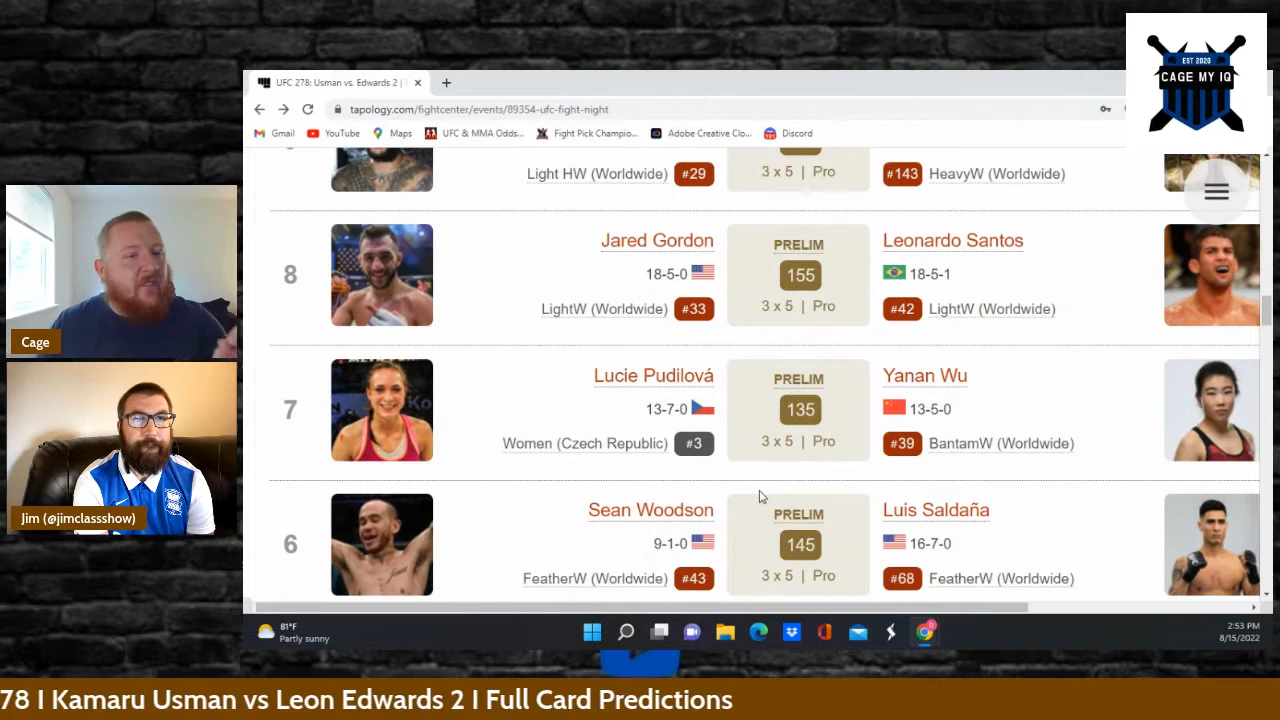 UFC 278: Usman vs. Edwards 2 |
tapology.com/fightcenter/events/89354-ufc-fight-night
Gmail YouTube Maps UFC & MMA Odds... Fight Pick Champio... Adobe Creative Clo... Discord
EST 2020
CAGE MY IQ
Light HW (Worldwide) #29 3 x 5 | Pro #143 HeavyW (Worldwide)
8
Jared Gordon PRELIM Leonardo Santos
18-5-0 155 18-5-1
LightW (Worldwide) #33 3 x 5 | Pro #42 LightW (Worldwide)
7
Lucie Pudilová PRELIM Yanan Wu
13-7-0 135 13-5-0
Women (Czech Republic) #3 3 x 5 | Pro #39 BantamW (Worldwide)
6
Sean Woodson PRELIM Luis Saldaña
9-1-0 145 16-7-0
FeatherW (Worldwide) #43 3 x 5 | Pro #68 FeatherW (Worldwide)
Cage
Jim (@jimclassshow)
81°F
Partly sunny
2:53 PM
8/15/2022
78 I Kamaru Usman vs Leon Edwards 2 I Full Card Predictions